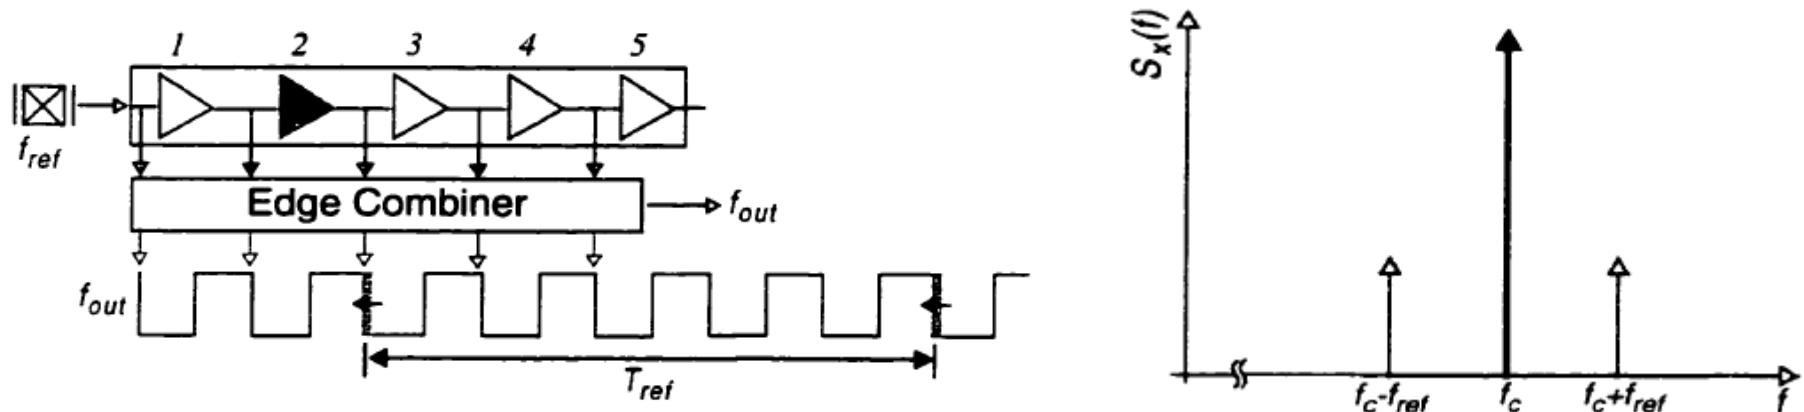 1 2 3 4 5
f_ref
Edge Combiner
f_out
f_out
T_ref
S_x(f)
f_c-f_ref f_c f_c+f_ref f